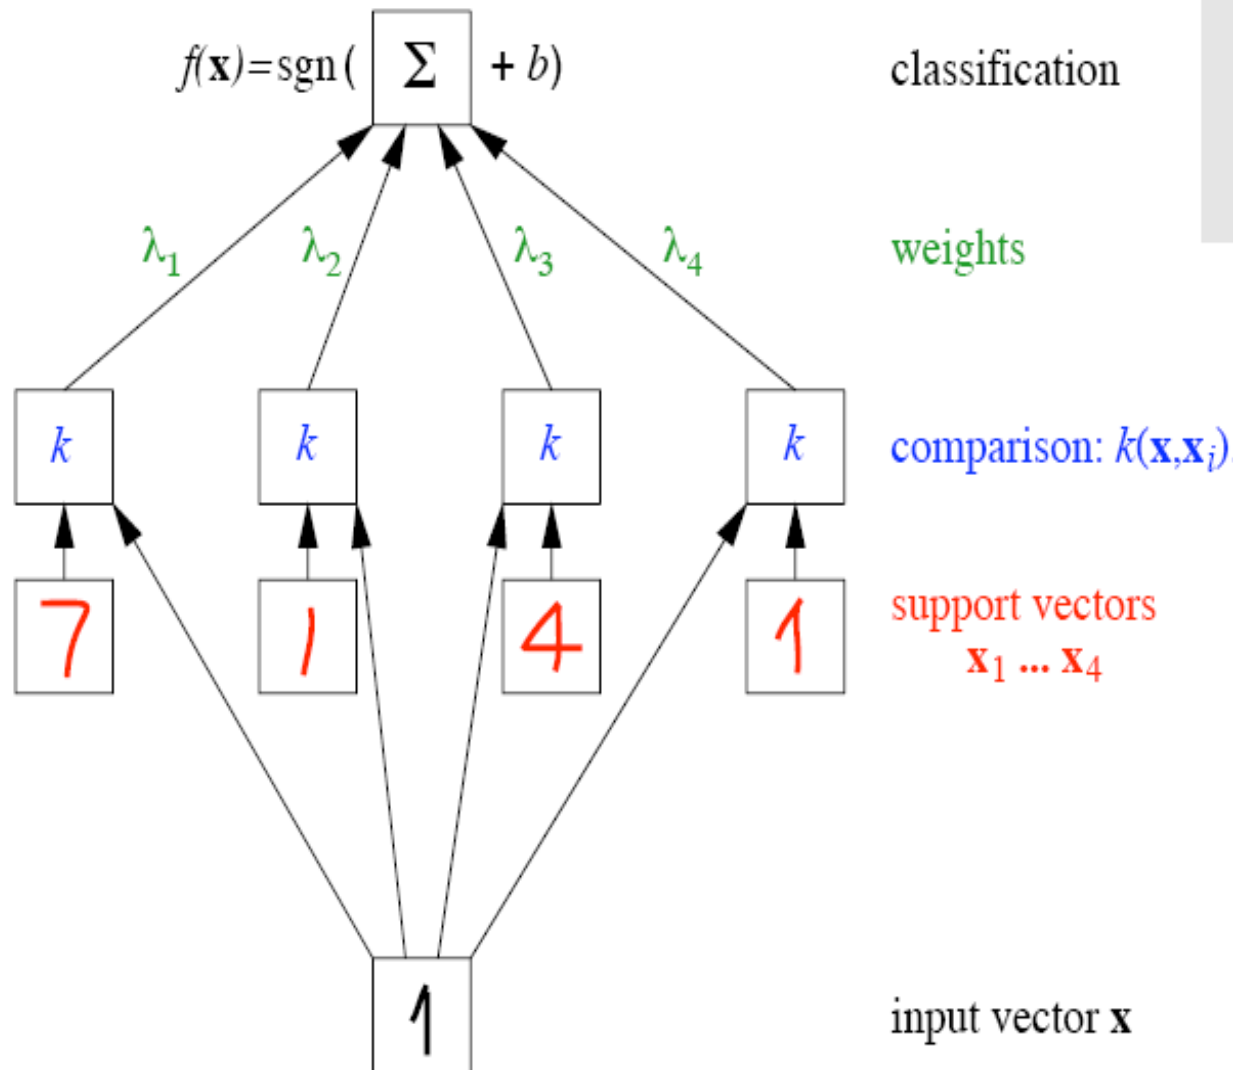 f(x)=sgn ( Σ + b) classification
λ1 λ2 λ3 λ4 weights
k k k k comparison: k(x,xi)
7 1 4 1 support vectors
x1 ... x4
1 input vector x